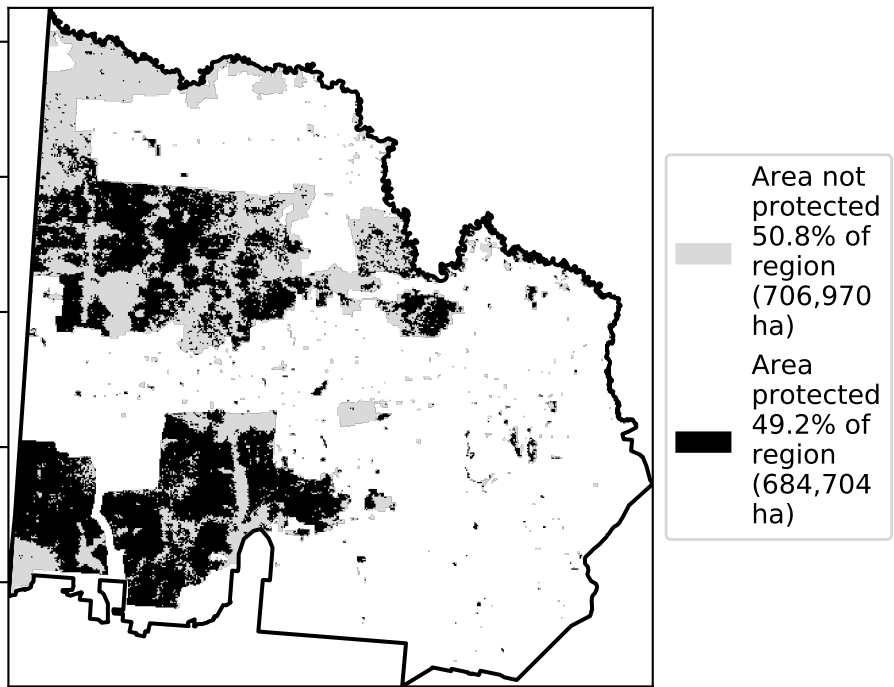 Area not
protected
50.8% of
region
(706,970
ha)
Area
protected
49.2% of
region
(684,704
ha)